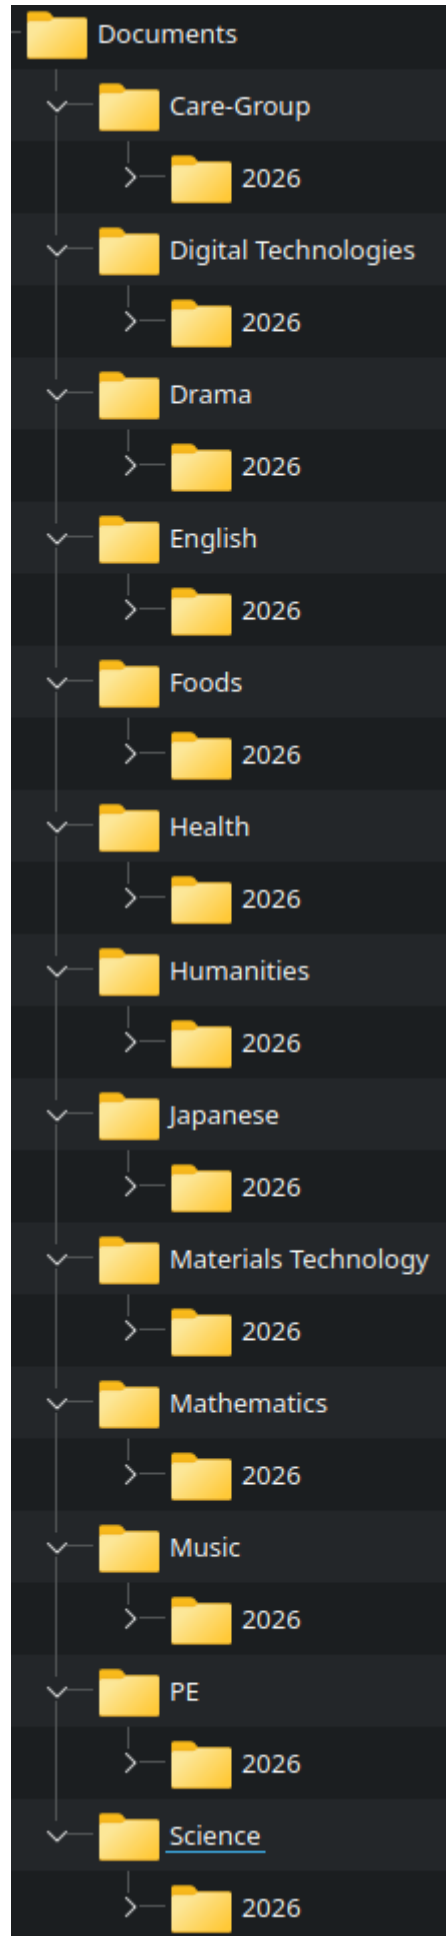 Documents
Care-Group
2026
Digital Technologies
2026
Drama
2026
English
2026
Foods
2026
Health
2026
Humanities
2026
Japanese
2026
Materials Technology
2026
Mathematics
2026
Music
2026
PE
2026
Science
2026